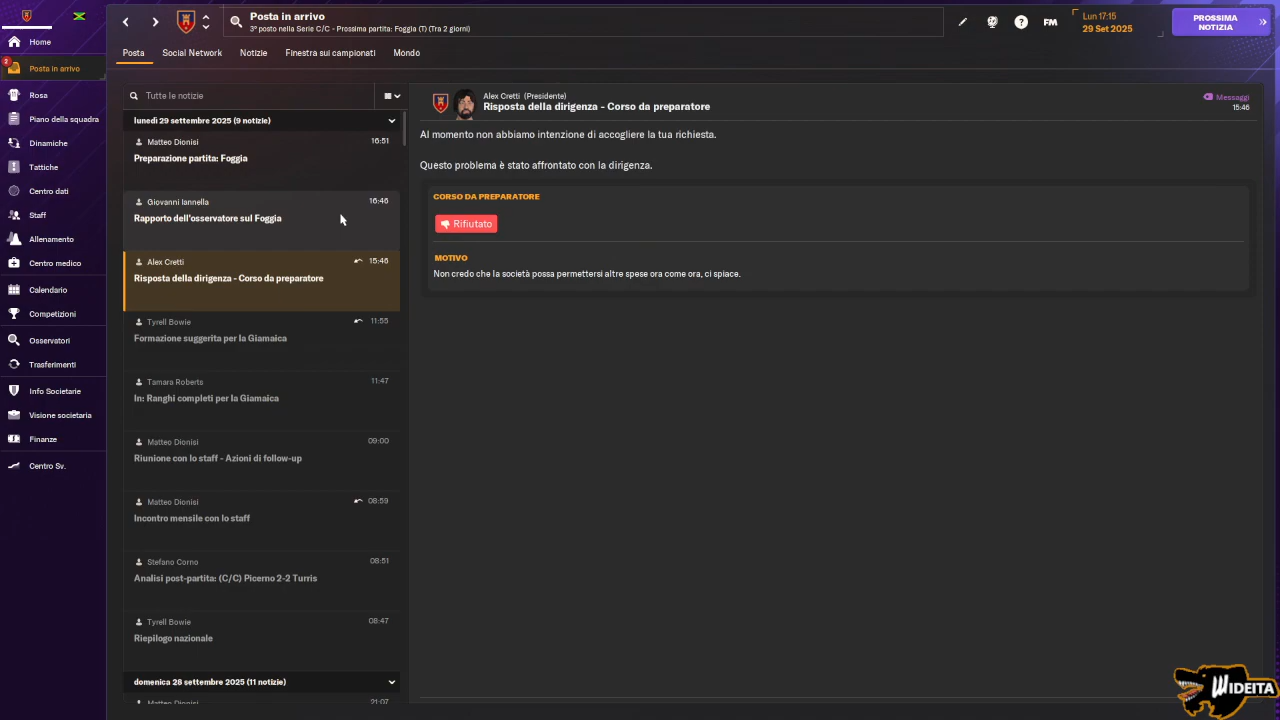 Posta in arrivo
3° posto nella Serie C/C - Prossima partita: Foggia (T) (Tra 2 giorni)
FM
Lun 17:15
29 Set 2025
PROSSIMA
NOTIZIA
Posta
Social Network
Notizie
Finestra sui campionati
Mondo
Home
2
Posta in arrivo
Rosa
Piano della squadra
Dinamiche
Tattiche
Centro dati
Staff
Allenamento
Centro medico
Calendario
Competizioni
Osservatori
Trasferimenti
Info Societarie
Visione societaria
Finanze
Centro Sv.
Tutte le notizie
lunedì 29 settembre 2025 (9 notizie)
Matteo Dionisi 16:51
Preparazione partita: Foggia
Giovanni Iannella 16:46
Rapporto dell'osservatore sul Foggia
Alex Cretti 15:46
Risposta della dirigenza - Corso da preparatore
Tyrell Bowie 11:55
Formazione suggerita per la Giamaica
Tamara Roberts 11:47
In: Ranghi completi per la Giamaica
Matteo Dionisi 09:00
Riunione con lo staff - Azioni di follow-up
Matteo Dionisi 08:59
Incontro mensile con lo staff
Stefano Corno 08:51
Analisi post-partita: (C/C) Picerno 2-2 Turris
Tyrell Bowie 08:47
Riepilogo nazionale
domenica 28 settembre 2025 (11 notizie)
Matteo Dionisi 21:07
Alex Cretti (Presidente)
Risposta della dirigenza - Corso da preparatore
Messaggi
15:46
Al momento non abbiamo intenzione di accogliere la tua richiesta.
Questo problema è stato affrontato con la dirigenza.
CORSO DA PREPARATORE
Rifiutato
MOTIVO
Non credo che la società possa permettersi altre spese ora come ora, ci spiace.
WIDEITA